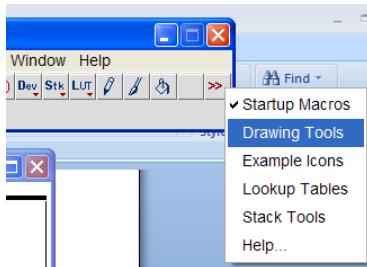 Window Help
Find
Dev Stk LUT >>
Startup Macros
Drawing Tools
Example Icons
Lookup Tables
Stack Tools
Help...